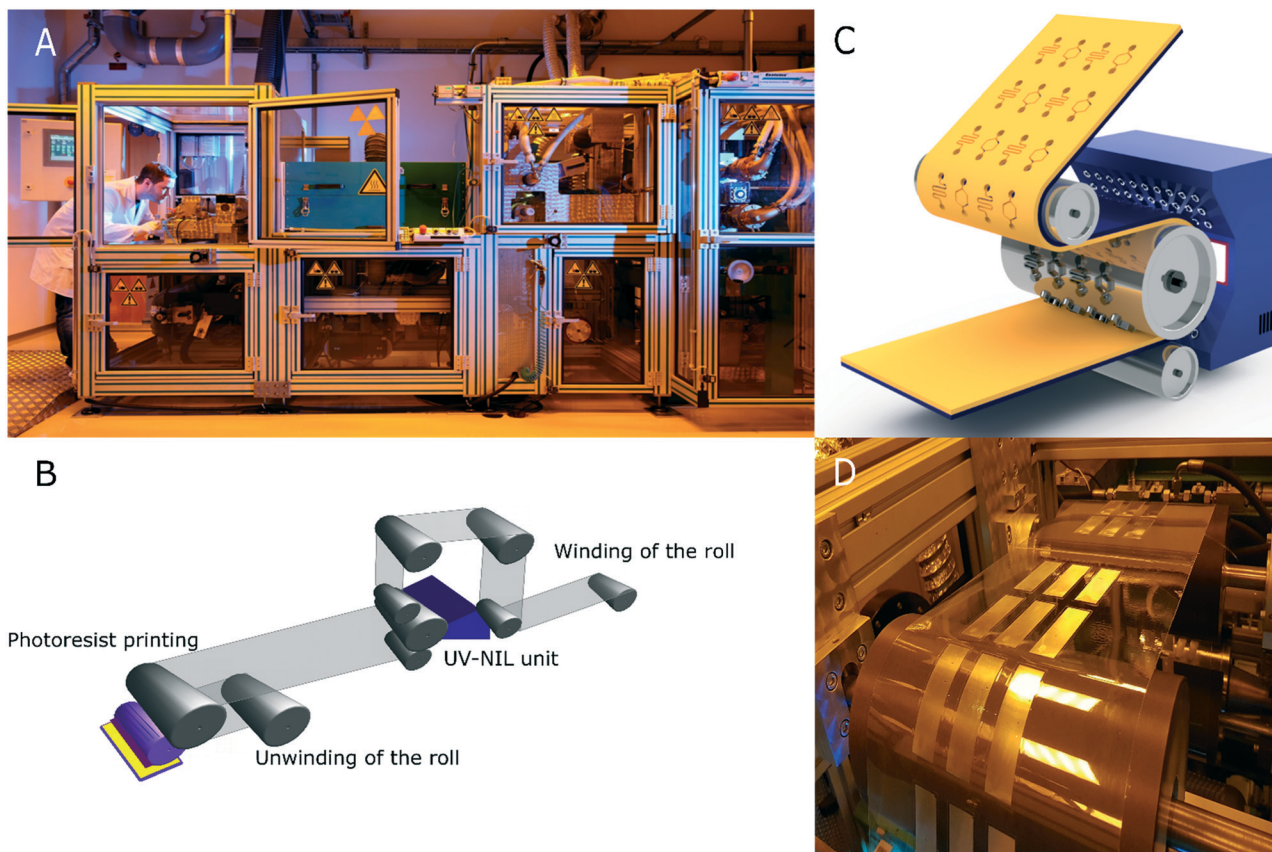 A
C
B
Winding of the roll
Photoresist printing
UV-NIL unit
Unwinding of the roll
D